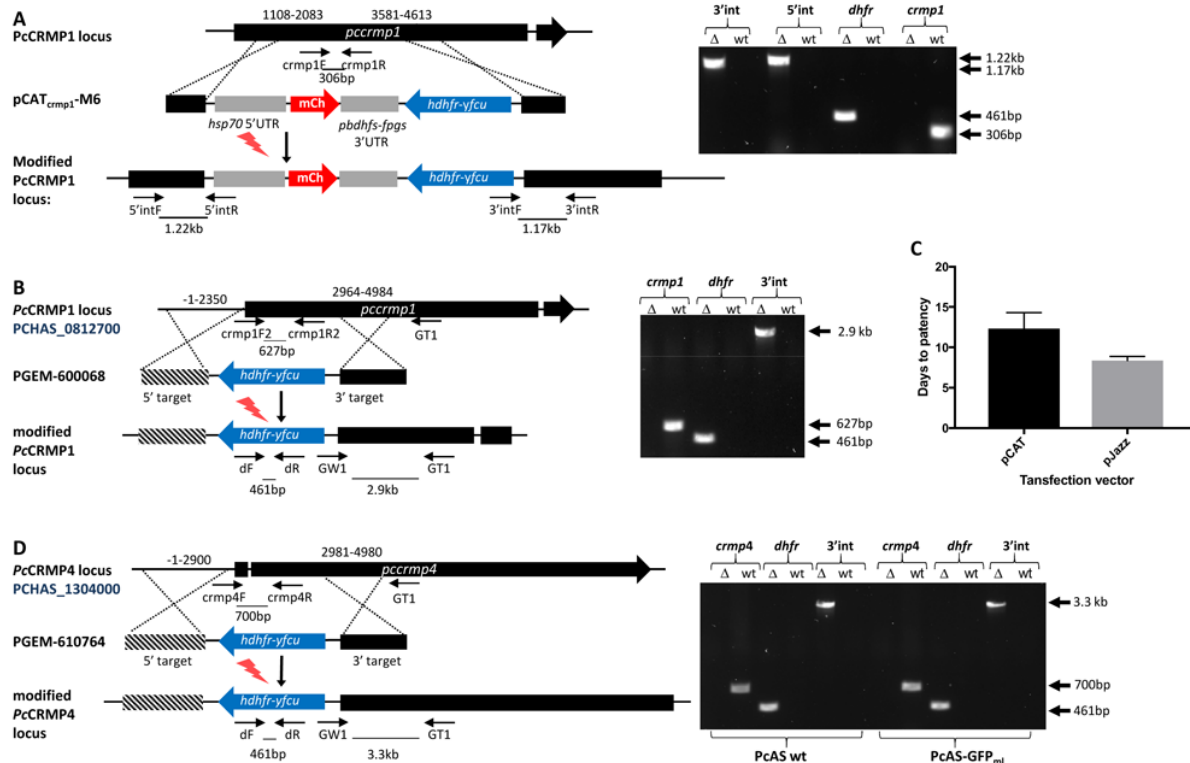 A
PcCRMP1 locus
1108-2083
3581-4613
pccrmp1
crmp1F
crmp1R
306bp
pCATcrmp1-M6
mCh
hdhfr-yfcu
hsp70 5'UTR
pbdhfs-fpgs
3'UTR
Modified
PcCRMP1
locus:
mCh
hdhfr-yfcu
5'intF
5'intR
3'intF
3'intR
1.22kb
1.17kb
3'int
5'int
dhfr
crmp1
Δ wt Δ wt Δ wt Δ wt
1.22kb
1.17kb
461bp
306bp
B
PcCRMP1 locus
PCHAS_0812700
-1-2350
2964-4984
pccrmp1
crmp1F2
crmp1R2
GT1
627bp
PGEM-600068
hdhfr-yfcu
5' target
3' target
modified
PcCRMP1
locus
hdhfr-yfcu
dF
dR
GW1
GT1
461bp
2.9kb
crmp1
dhfr
3'int
Δ wt Δ wt Δ wt
2.9 kb
627bp
461bp
C
Days to patency
20
15
10
5
0
pCAT
pJazz
Tansfection vector
D
PcCRMP4 locus
PCHAS_1304000
-1-2900
2981-4980
pccrmp4
crmp4F
crmp4R
GT1
700bp
PGEM-610764
hdhfr-yfcu
5' target
3' target
modified
PcCRMP4
locus
hdhfr-yfcu
dF
dR
GW1
GT1
461bp
3.3kb
crmp4
dhfr
3'int
crmp4
dhfr
3'int
Δ wt Δ wt Δ wt Δ wt Δ wt Δ wt
3.3 kb
700bp
461bp
PcAS wt
PcAS-GFPML